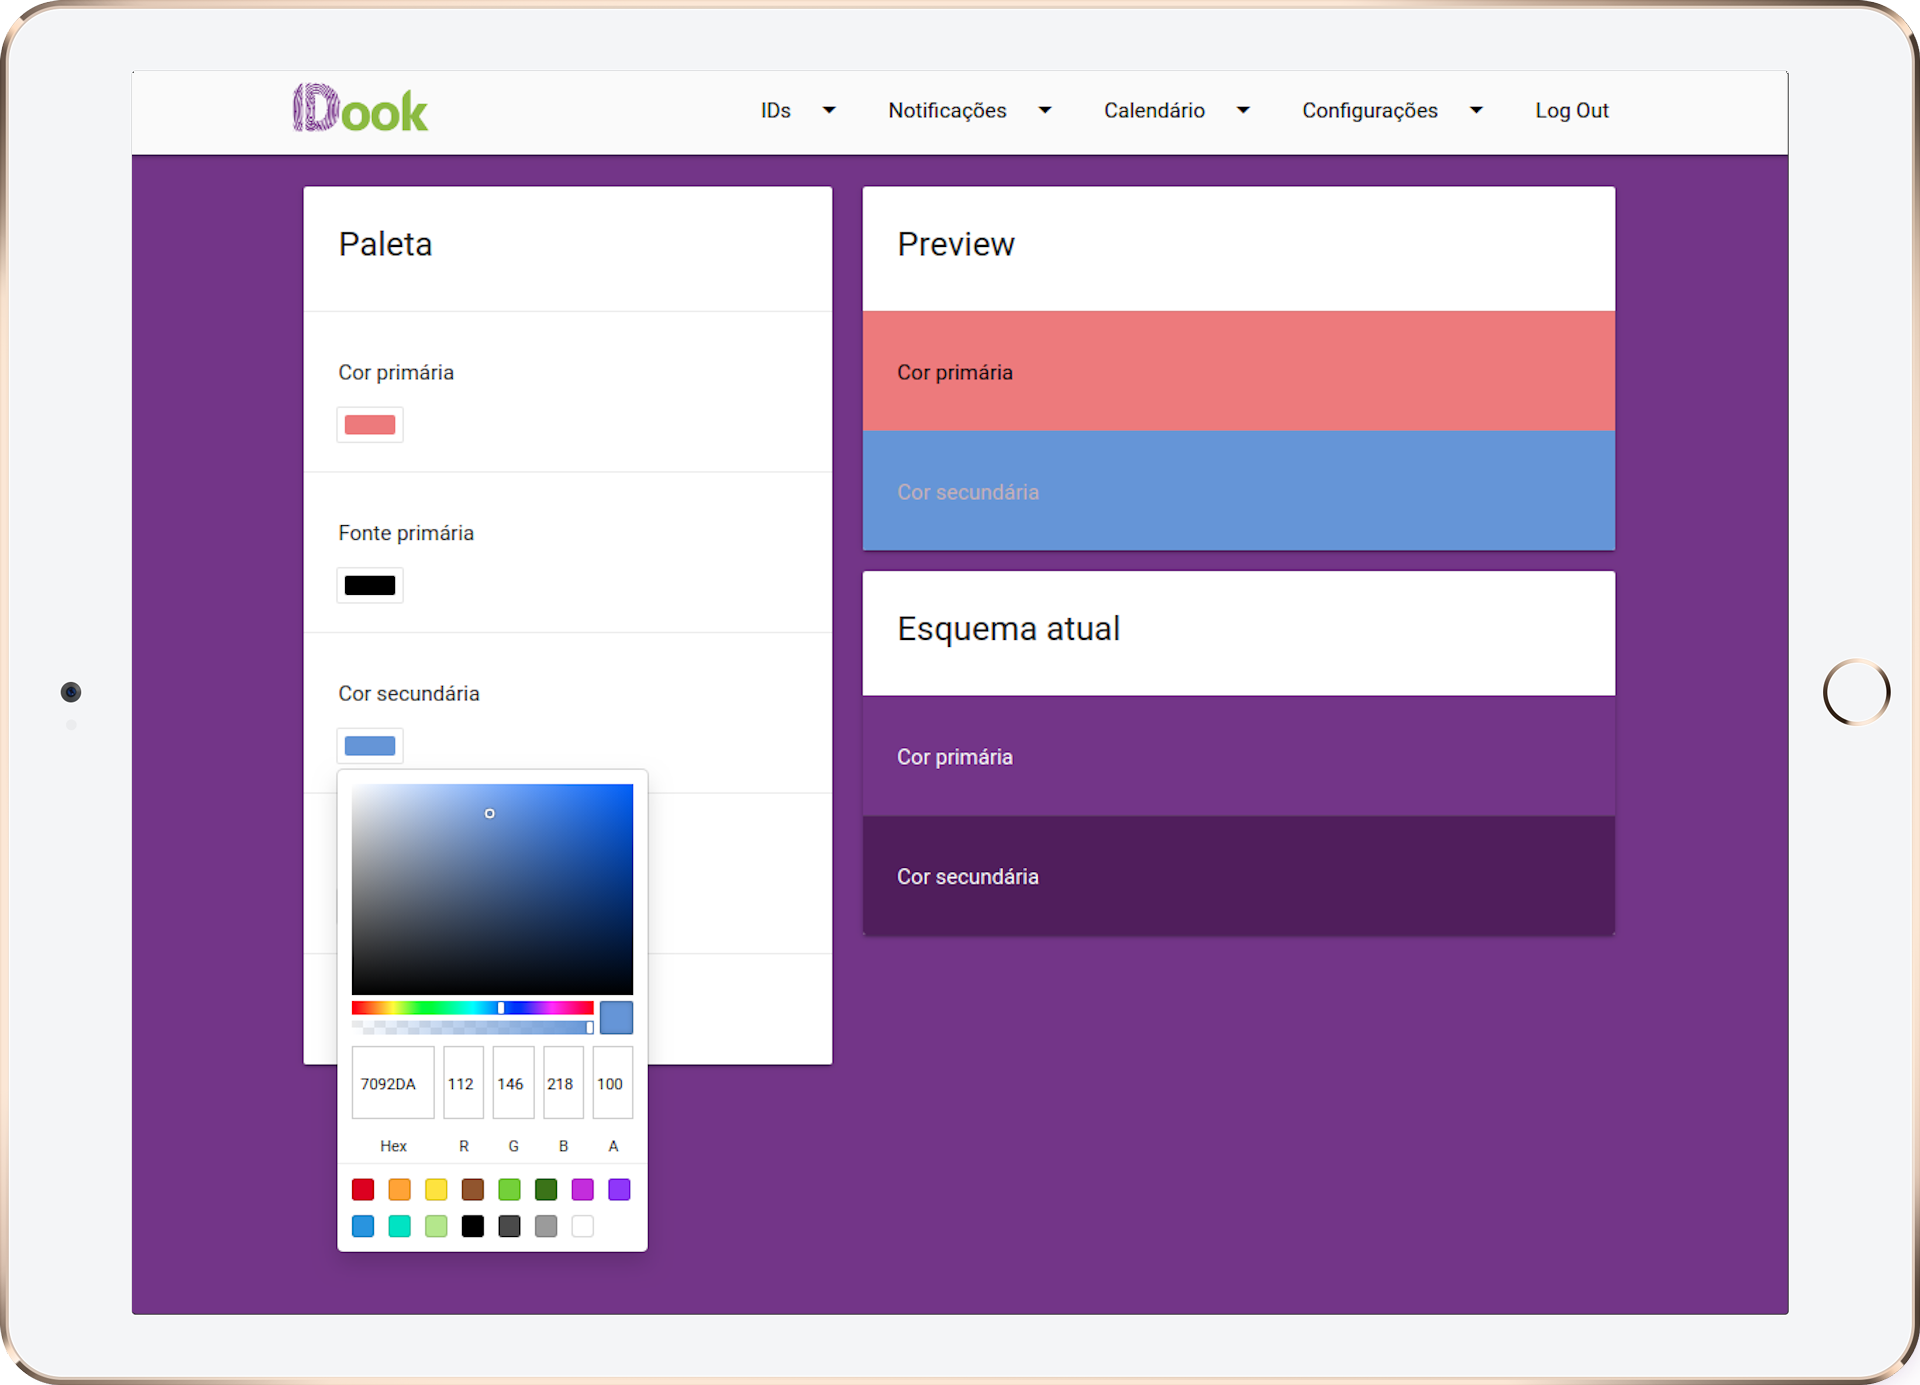 IDook
IDs
Notificações
Calendário
Configurações
Log Out
Paleta
Cor primária
Fonte primária
Cor secundária
7092DA
112
146
218
100
Hex
R
G
B
A
Preview
Cor primária
Cor secundária
Esquema atual
Cor primária
Cor secundária